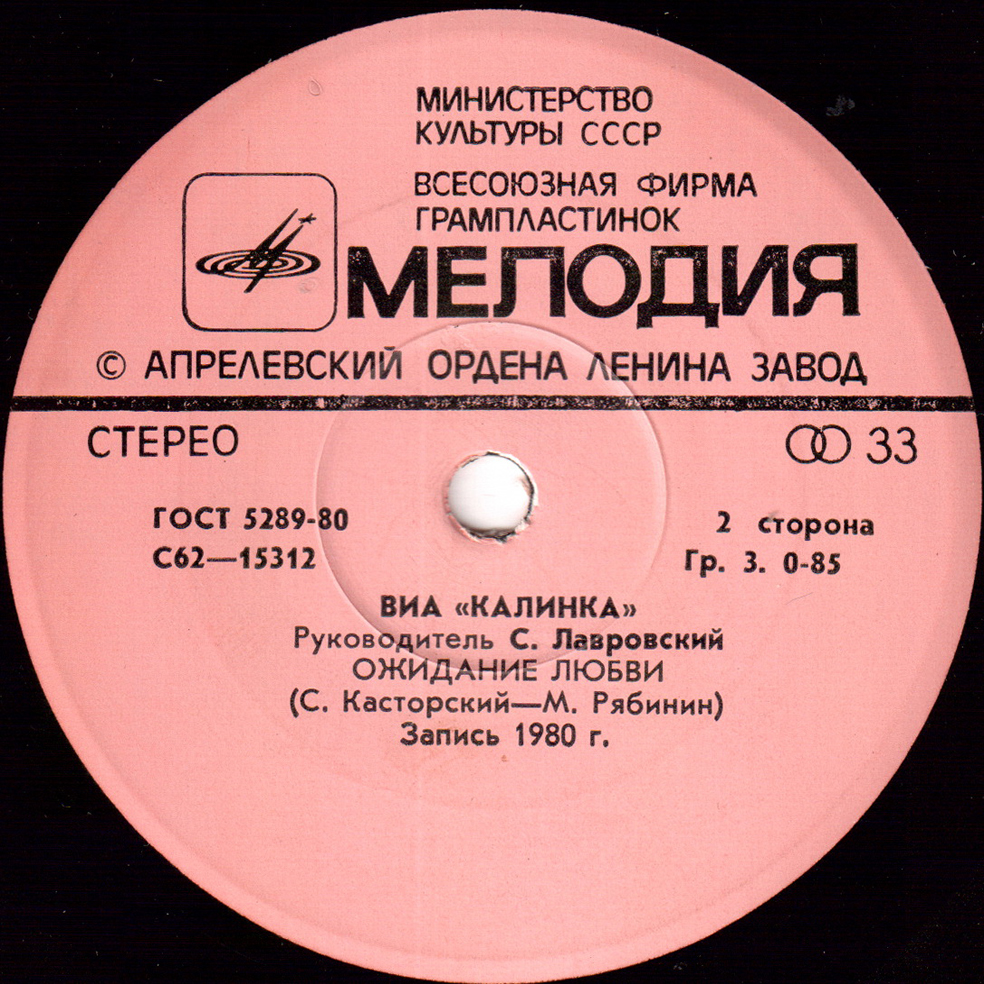 МИНИСТЕРСТВО
КУЛЬТУРЫ СССР
ВСЕСОЮЗНАЯ ФИРМА
ГРАМПЛАСТИНОК
МЕЛОДИЯ
© АПРЕЛЕВСКИЙ ОРДЕНА ЛЕНИНА ЗАВОД
СТЕРЕО 33
ГОСТ 5289-80 2 сторона
С62—15312 Гр. 3. 0-85
ВИА «КАЛИНКА»
Руководитель С. Лавровский
ОЖИДАНИЕ ЛЮБВИ
(С. Касторский—М. Рябинин)
Запись 1980 г.